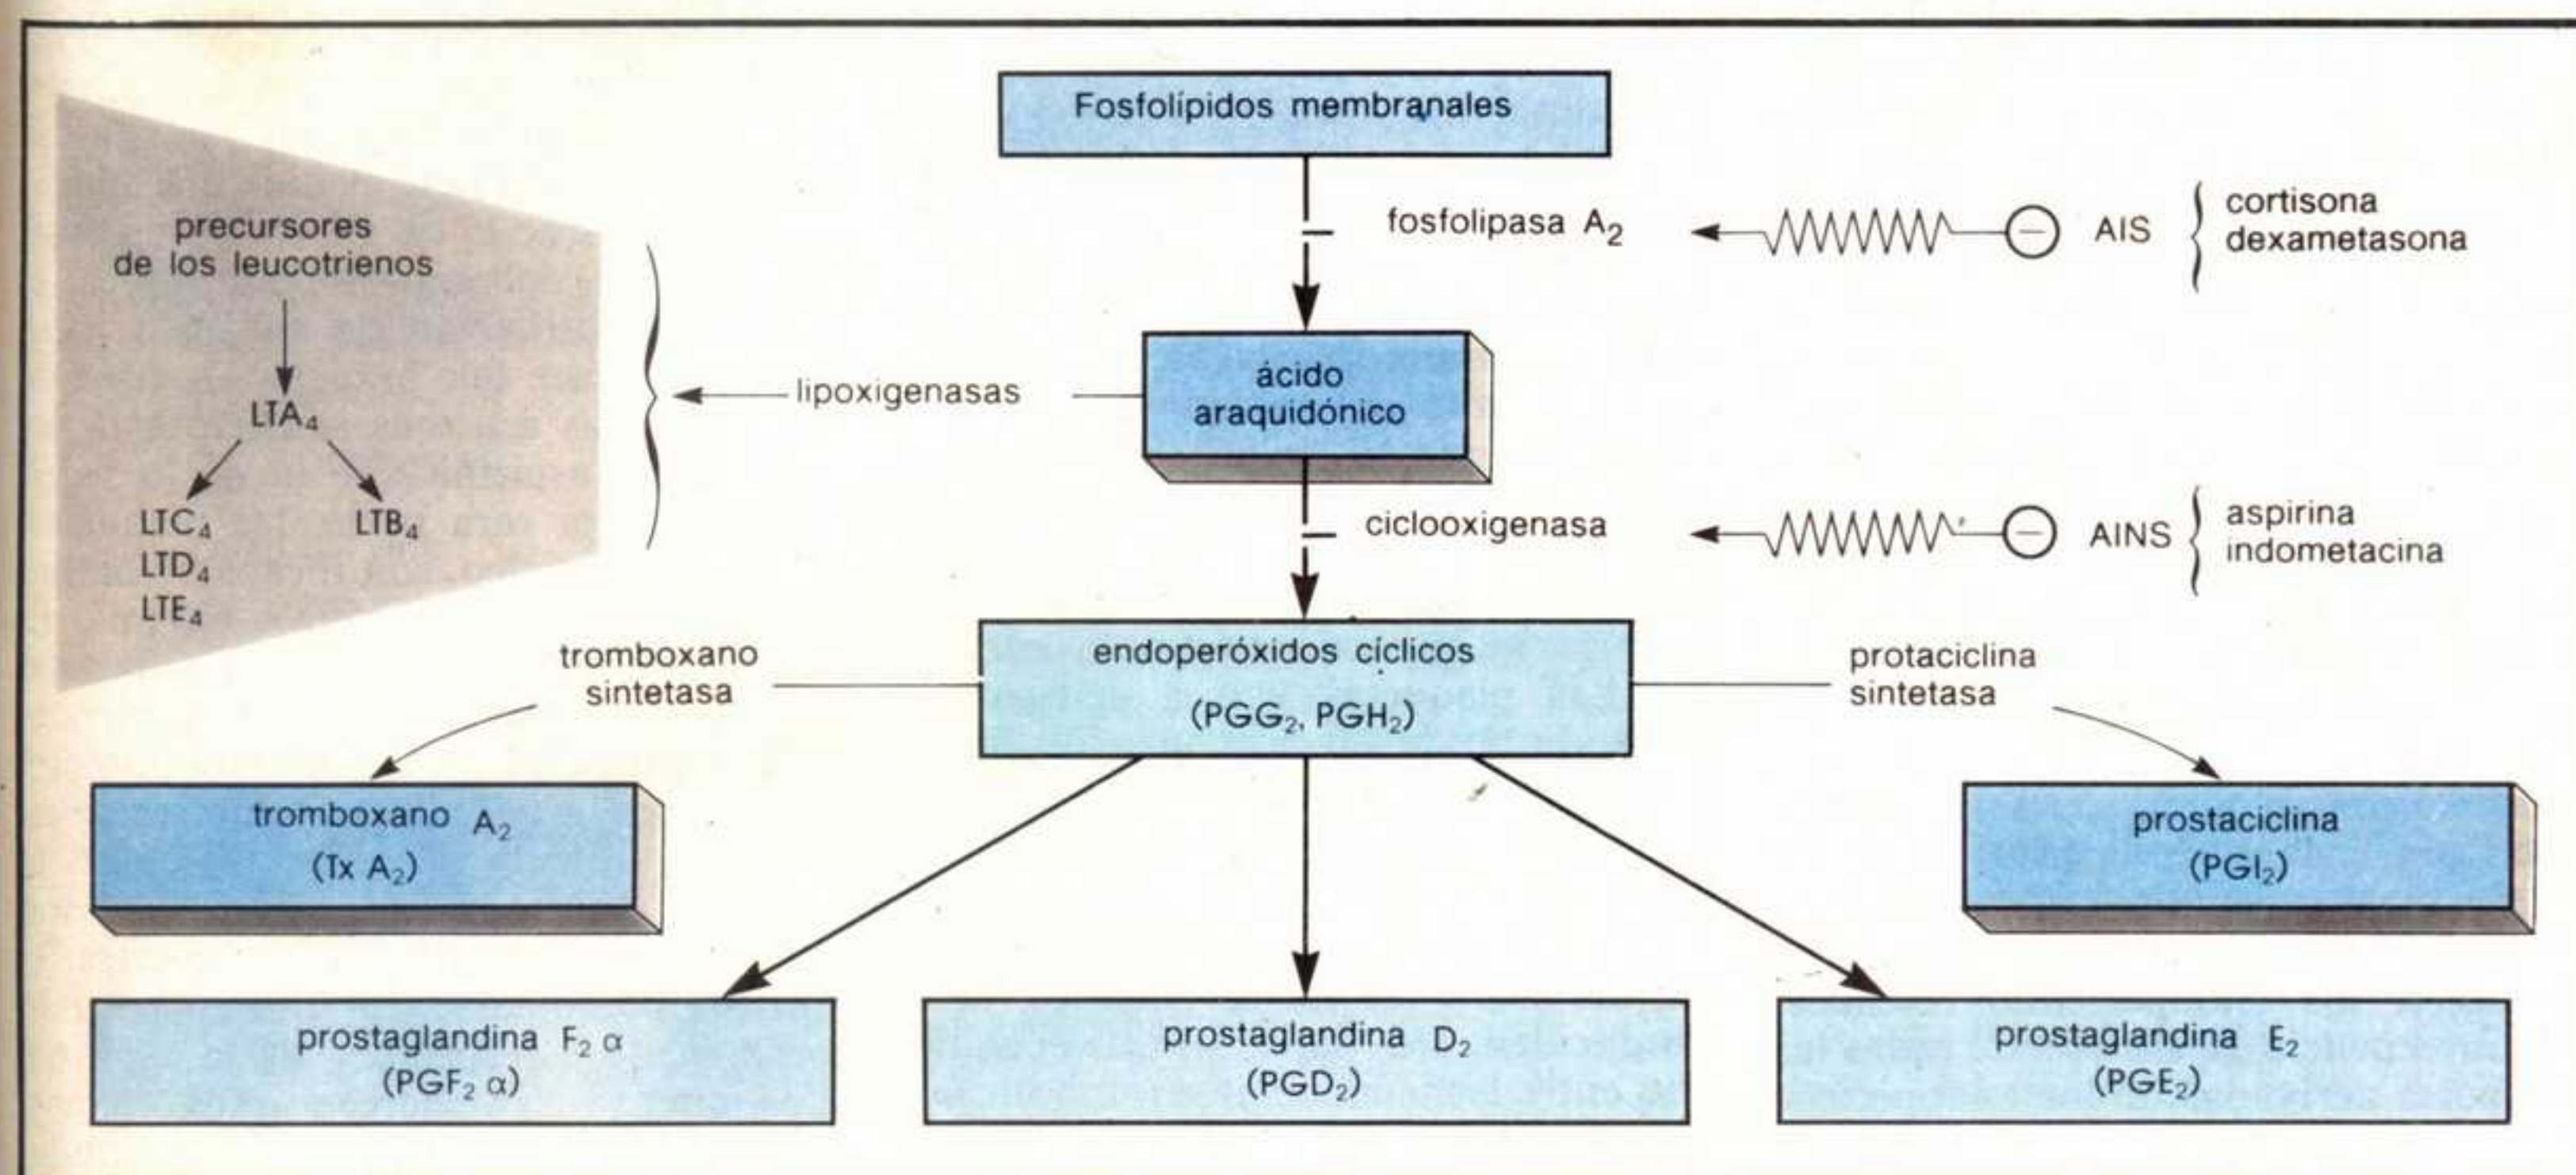 Fosfolípidos membranales
fosfolipasa A₂
AIS
cortisona
dexametasona
precursores
de los leucotrienos
LTA₄
LTC₄
LTB₄
LTD₄
LTE₄
lipoxigenasas
ácido
araquidónico
ciclooxigenasa
AINS
aspirina
indometacina
endoperóxidos cíclicos
(PGG₂, PGH₂)
tromboxano
sintetasa
protaciclina
sintetasa
tromboxano A₂
(Tx A₂)
prostaciclina
(PGI₂)
prostaglandina F₂ α
(PGF₂ α)
prostaglandina D₂
(PGD₂)
prostaglandina E₂
(PGE₂)